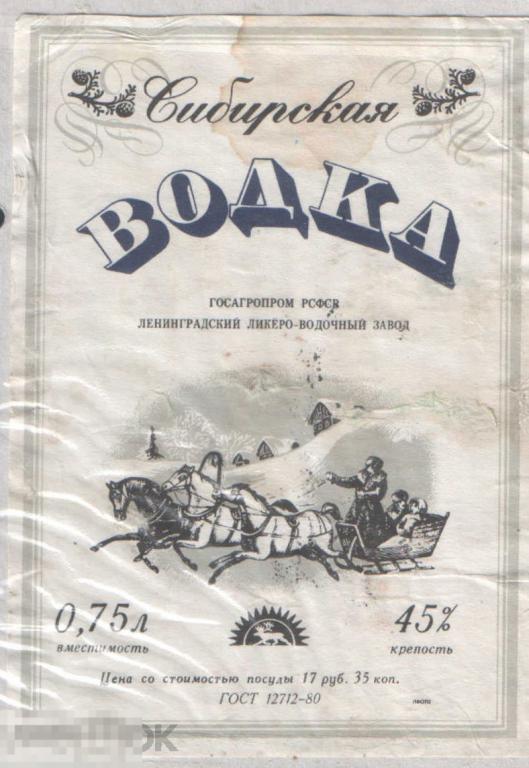 Сибирская
ВОДКА
ГОСАГРОПРОМ РСФСР
ЛЕНИНГРАДСКИЙ ЛИКЕРО-ВОДОЧНЫЙ ЗАВОД
0,75л
45%
вместимость
крепость
Цена со стоимостью посуды 17 руб. 35 коп.
ГОСТ 12712–80